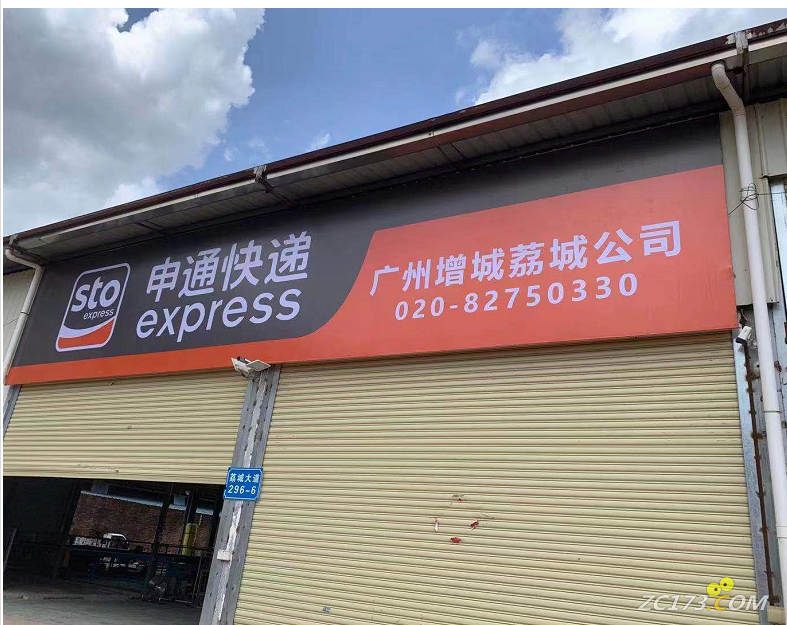 sto
express
申通快递
express
广州增城荔城公司
020-82750330
荔城大道
296-6
ZC173.COM